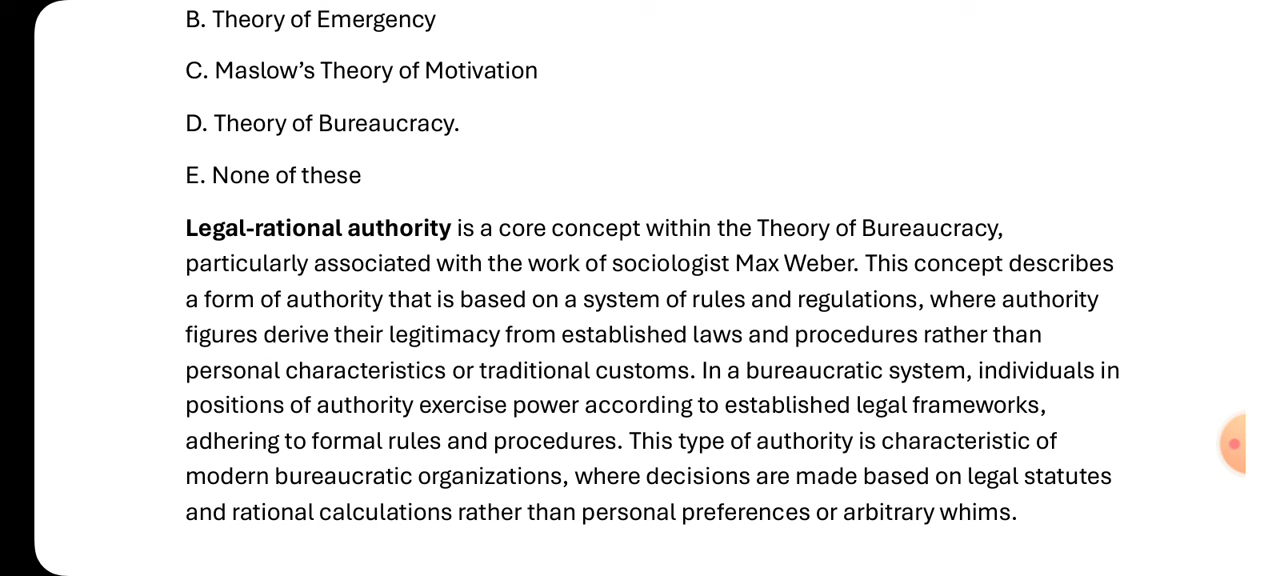 B. Theory of Emergency
C. Maslow’s Theory of Motivation
D. Theory of Bureaucracy.
E. None of these
Legal-rational authority is a core concept within the Theory of Bureaucracy,
particularly associated with the work of sociologist Max Weber. This concept describes
a form of authority that is based on a system of rules and regulations, where authority
figures derive their legitimacy from established laws and procedures rather than
personal characteristics or traditional customs. In a bureaucratic system, individuals in
positions of authority exercise power according to established legal frameworks,
adhering to formal rules and procedures. This type of authority is characteristic of
modern bureaucratic organizations, where decisions are made based on legal statutes
and rational calculations rather than personal preferences or arbitrary whims.